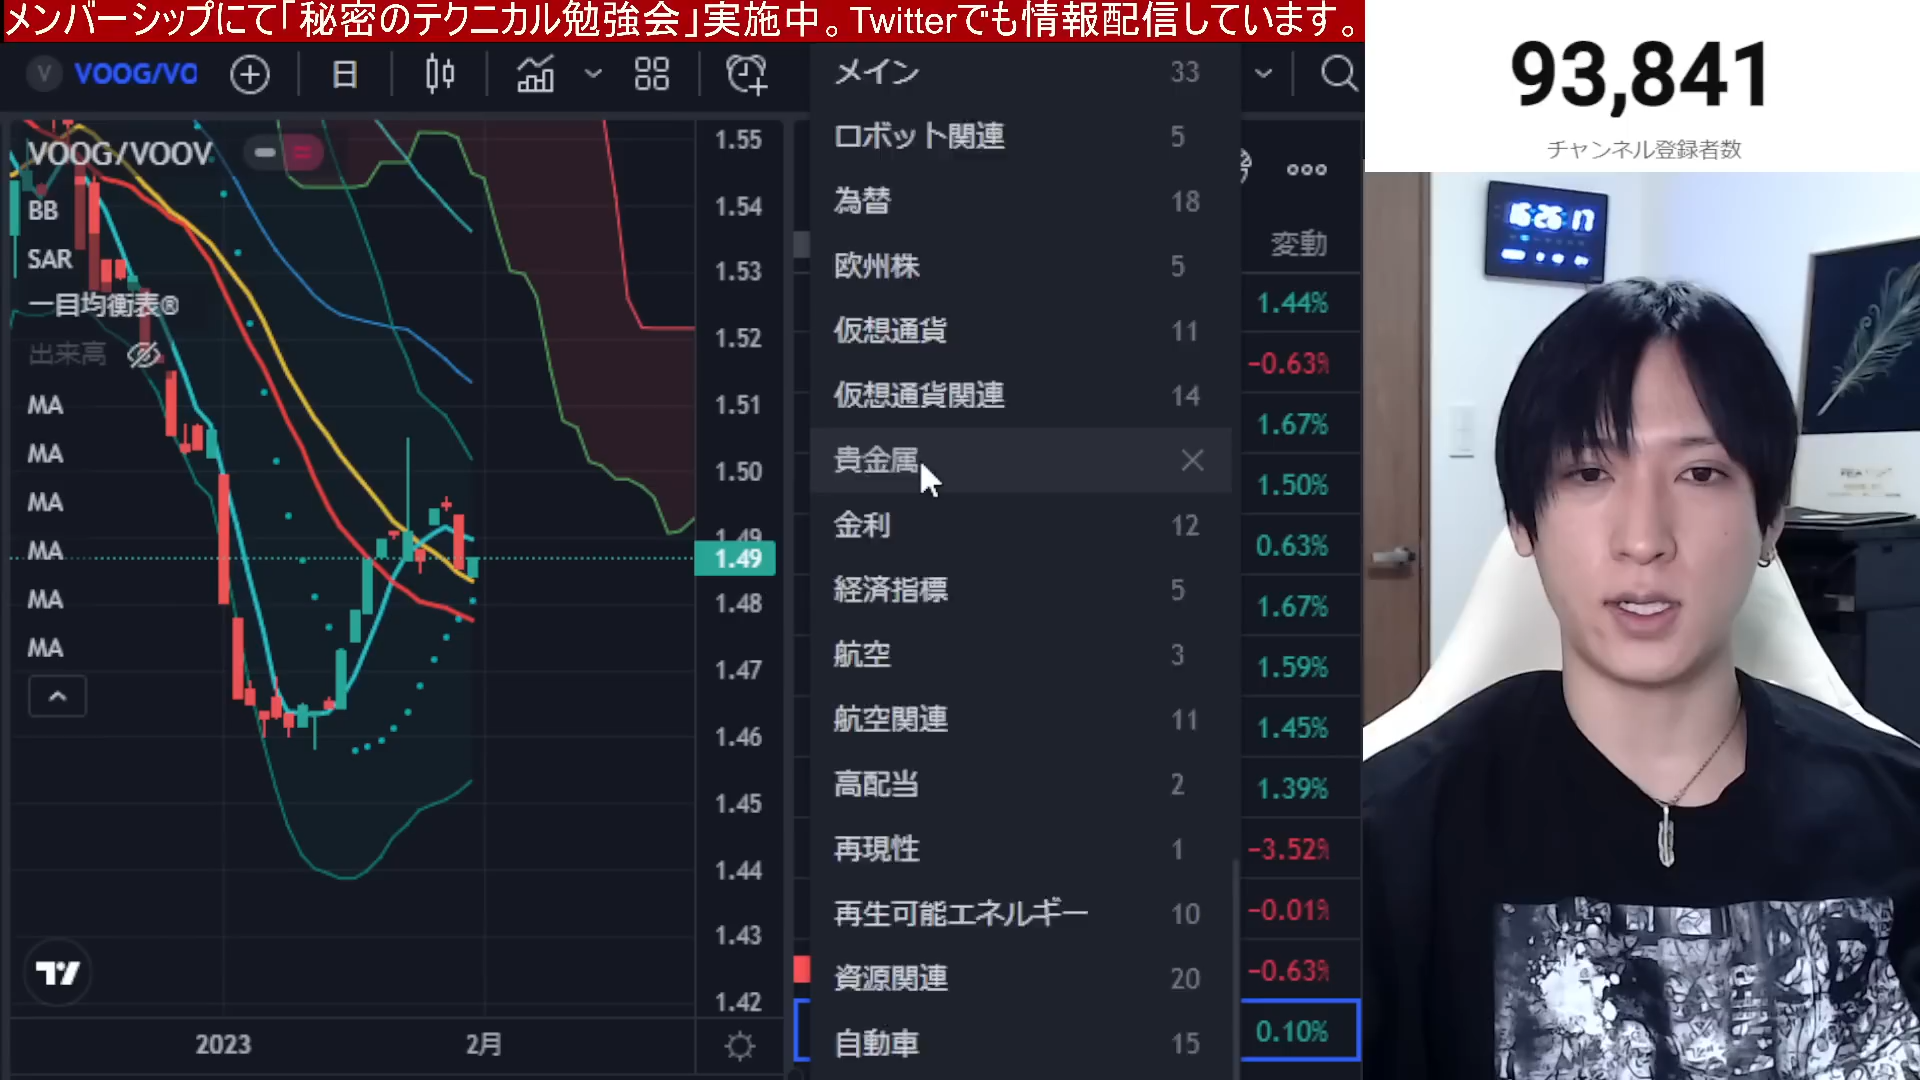 メンバーシップにて「秘密のテクニカル勉強会」実施中。Twitterでも情報配信しています。
93,841
チャンネル登録者数
V VOOG/VO
日
VOOG/VOOV
BB
SAR
一目均衡表®
出来高
MA
MA
MA
MA
MA
MA
1.55
1.54
1.53
1.52
1.51
1.50
1.49
1.49
1.48
1.47
1.46
1.45
1.44
1.43
1.42
2023
2月
メイン 33
ロボット関連 5
為替 18
欧州株 5
仮想通貨 11
仮想通貨関連 14
貴金属
金利 12
経済指標 5
航空 3
航空関連 11
高配当 2
再現性 1
再生可能エネルギー 10
資源関連 20
自動車 15
変動
1.44%
−0.63%
1.67%
1.50%
0.63%
1.67%
1.59%
1.45%
1.39%
−3.52%
−0.01%
−0.63%
0.10%
16:26 17